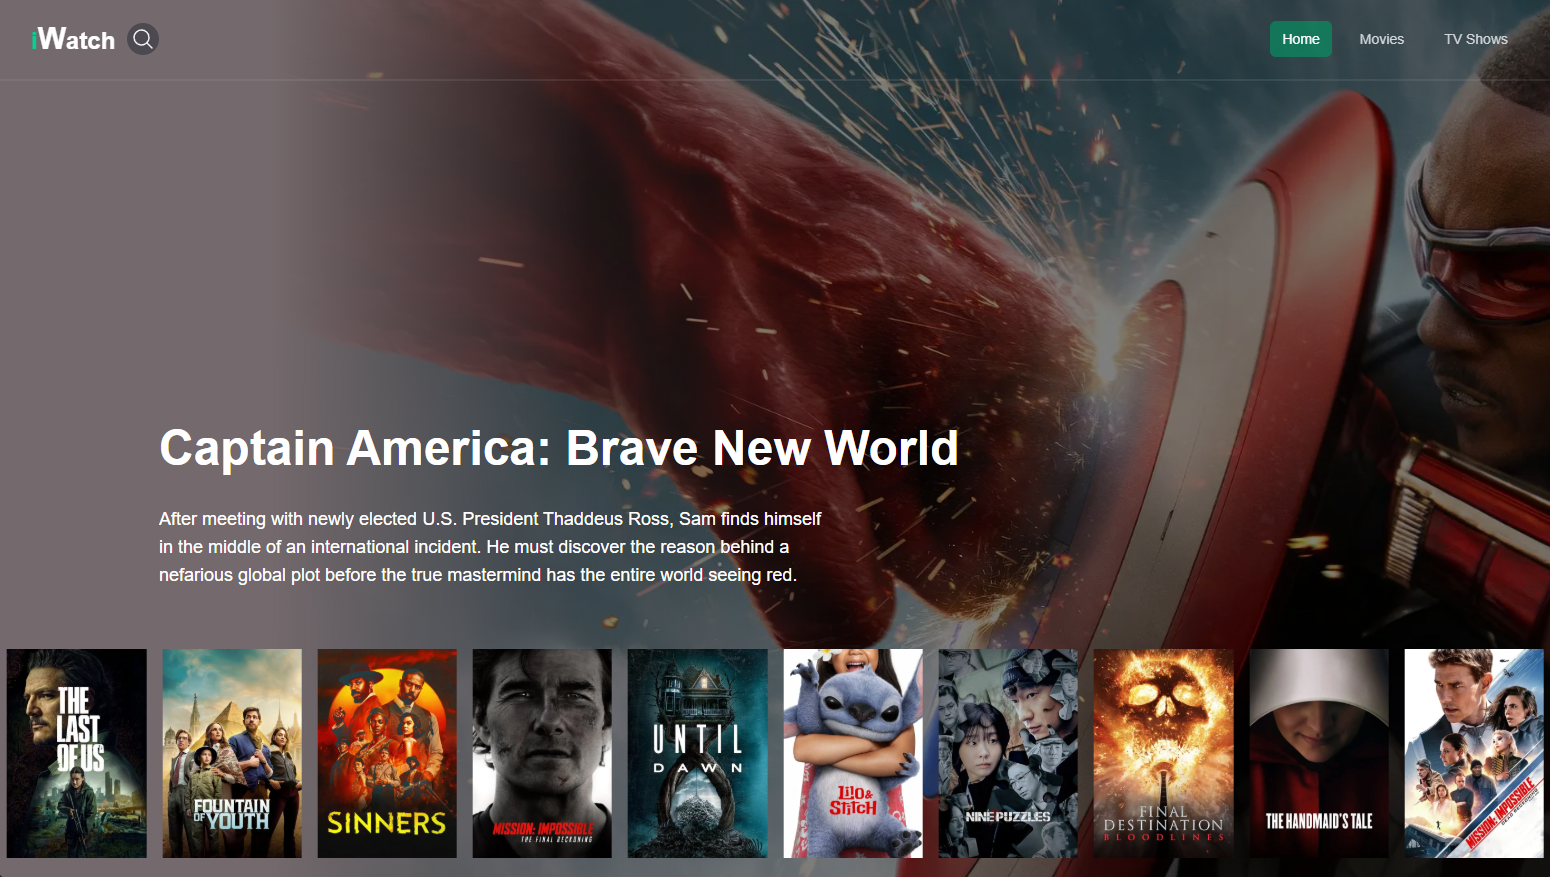 iWatch
Home Movies TV Shows
Captain America: Brave New World
After meeting with newly elected U.S. President Thaddeus Ross, Sam finds himself
in the middle of an international incident. He must discover the reason behind a
nefarious global plot before the true mastermind has the entire world seeing red.
THE
LAST
OF US
FOUNTAIN
OF YOUTH
SINNERS
MISSION: IMPOSSIBLE
THE FINAL RECKONING
UNTIL
DAWN
Lilo &
Stitch
NINE PUZZLES
FINAL
DESTINATION
BLOODLINES
THE HANDMAID'S TALE
MISSION: IMPOSSIBLE